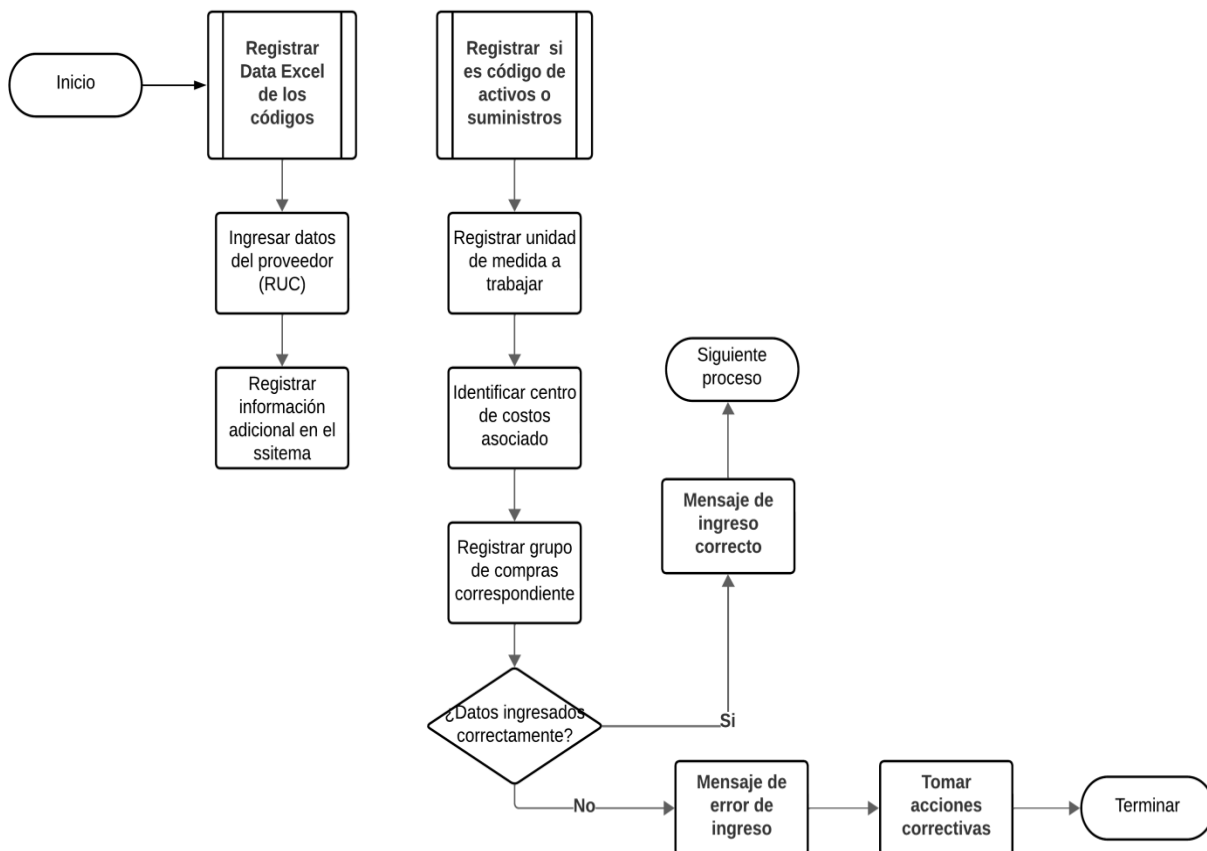 Inicio
Registrar
Data Excel
de los
códigos
Ingresar datos
del proveedor
(RUC)
Registrar
información
adicional en el
ssitema
Registrar si
es código de
activos o
suministros
Registrar unidad
de medida a
trabajar
Identificar centro
de costos
asociado
Registrar grupo
de compras
correspondiente
¿Datos ingresados
correctamente?
Si
Mensaje de
ingreso
correcto
Siguiente
proceso
No
Mensaje de
error de
ingreso
Tomar
acciones
correctivas
Terminar